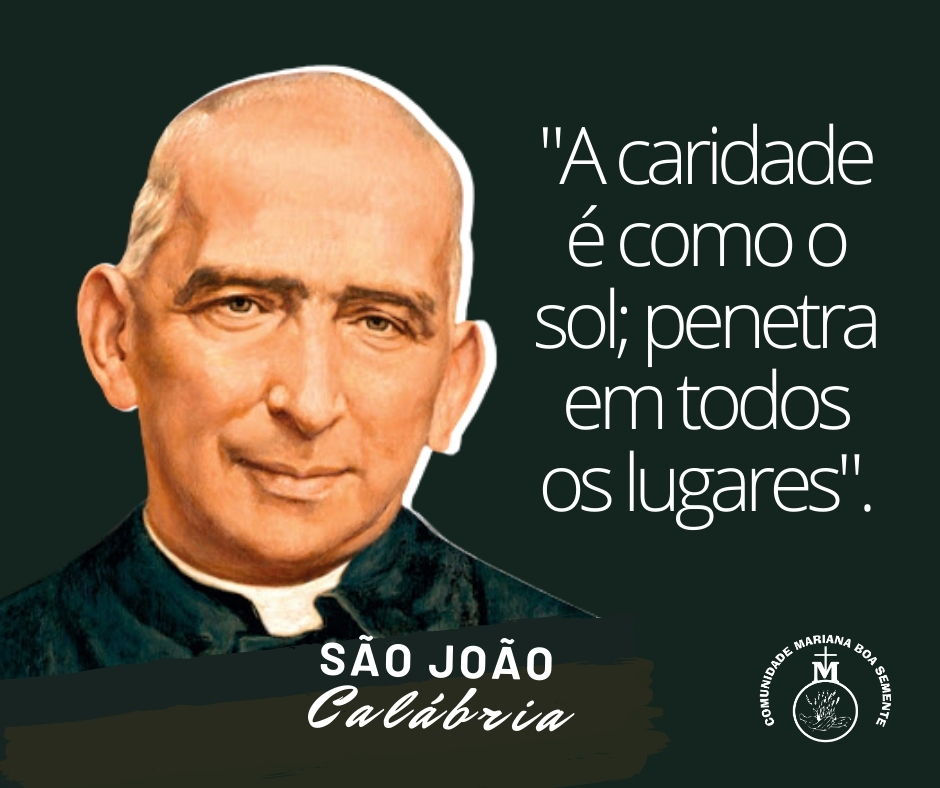 "A caridade
é como o
sol; penetra
em todos
os lugares".
SÃO JOÃO
Calábria
COMUNIDADE MARIANA BOA SEMENTE
M